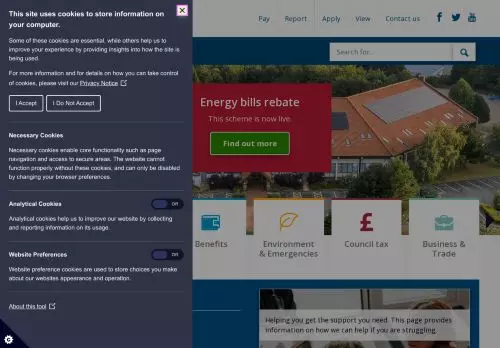 This site uses cookies to store information on
your computer.
Some of these cookies are essential, while others help us to
improve your experience by providing insights into how the site is
being used.
For more information and for details on how you can take control
of cookies, please visit our Privacy Notice
I Accept
I Do Not Accept
Necessary Cookies
Necessary cookies enable core functionality such as page
navigation and access to secure areas. The website cannot
function properly without these cookies, and can only be disabled
by changing your browser preferences.
Analytical Cookies
Off
Analytical cookies help us to improve our website by collecting
and reporting information on its usage.
Website Preferences
Off
Website preference cookies are used to store choices you make
about our websites appearance and operation.
About this tool
Pay
Report
Apply
View
Contact us
Search for...
Energy bills rebate
This scheme is now live.
Find out more
Benefits
Environment
& Emergencies
Council tax
Business &
Trade
Helping you get the support you need. This page provides
information on how we can help if you are struggling.